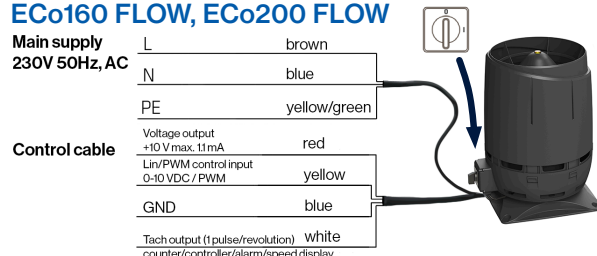 ECo160 FLOW, ECo200 FLOW
Main supply
230V 50Hz, AC
L brown
N blue
PE yellow/green
Control cable
Voltage output
+10 V max. 1.1 mA
red
Lin/PWM control input
0-10 VDC / PWM
yellow
GND blue
Tach output (1 pulse/revolution) white
counter/controller/alarm/speed display